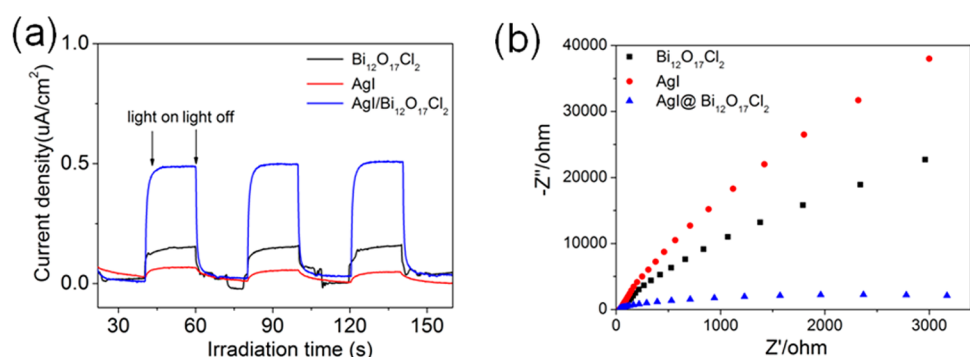 (a)
Current density(uA/cm²)
1.0
0.5
0.0
Bi₁₂O₁₇Cl₂
AgI
AgI/Bi₁₂O₁₇Cl₂
light on light off
30 60 90 120 150
Irradiation time (s)
(b)
-Z''/ohm
40000
30000
20000
10000
0
Bi₁₂O₁₇Cl₂
AgI
AgI@ Bi₁₂O₁₇Cl₂
0 1000 2000 3000
Z'/ohm